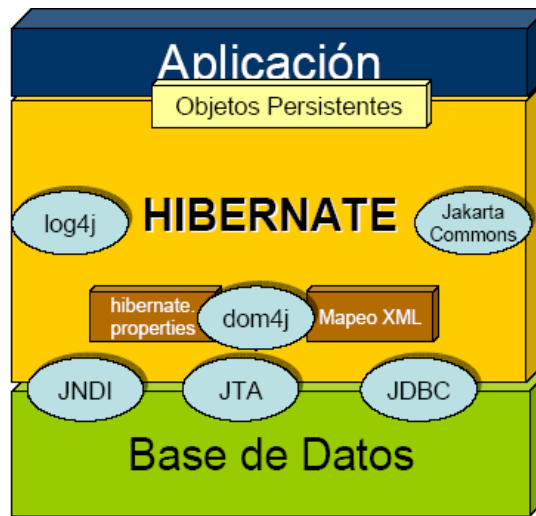 Aplicación
Objetos Persistentes
log4j
HIBERNATE
Jakarta
Commons
hibernate.
properties
dom4j
Mapeo XML
JNDI
JTA
JDBC
Base de Datos